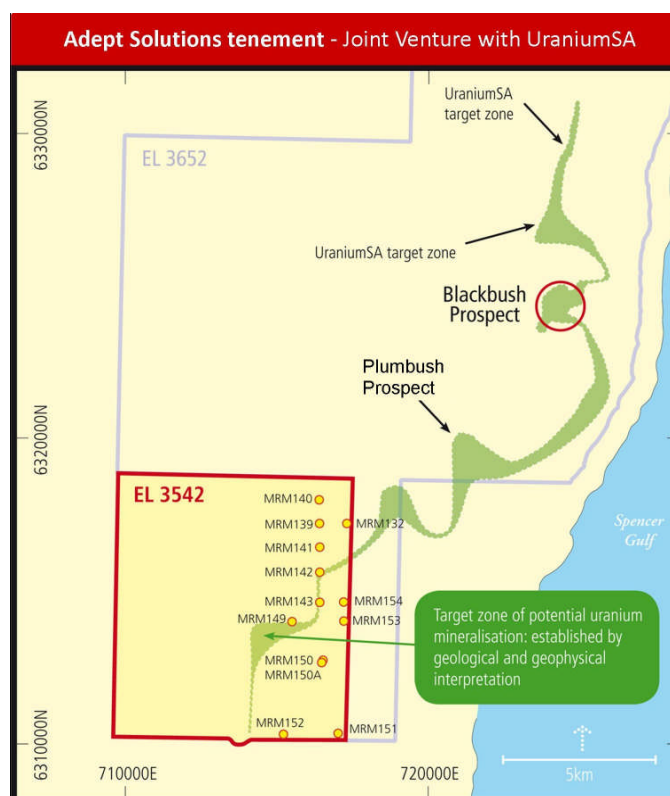 Adept Solutions tenement - Joint Venture with UraniumSA
UraniumSA
target zone
6330000N
EL 3652
UraniumSA target zone
Blackbush
Prospect
Plumbush
Prospect
6320000N
EL 3542
MRM140
MRM139
MRM132
MRM141
MRM142
MRM143
MRM154
MRM149
MRM153
MRM150
MRM150A
MRM152
MRM151
Spencer
Gulf
Target zone of potential uranium
mineralisation: established by
geological and geophysical
interpretation
6310000N
710000E
720000E
5km